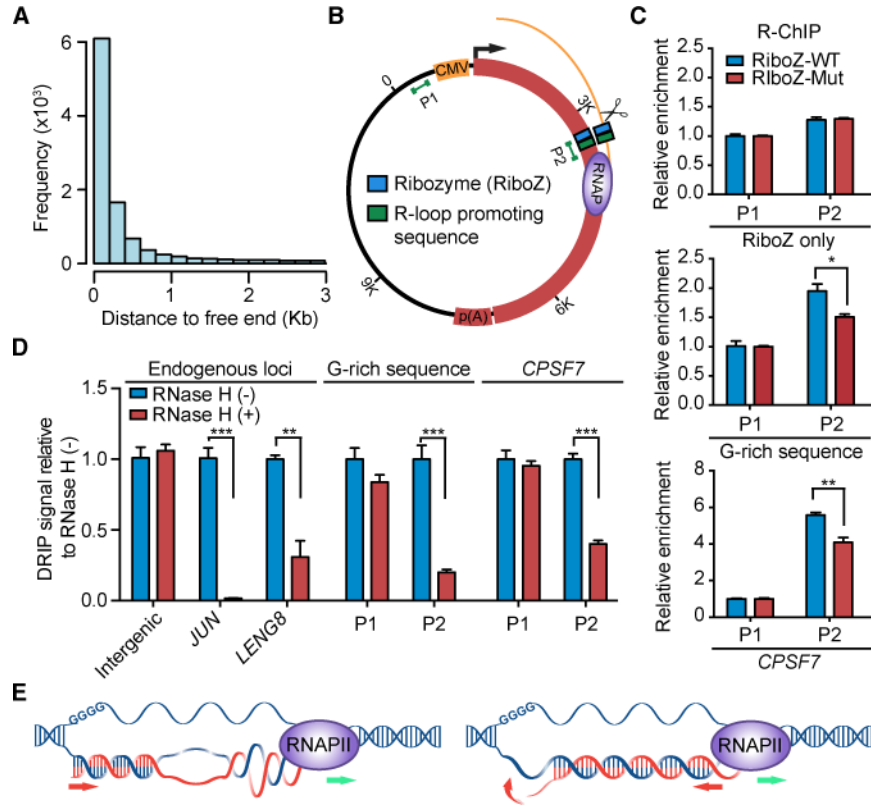 A
Frequency (x10³)
6
4
2
0
0
1
2
3
Distance to free end (Kb)
B
CMV
0
P1
3K
P2
RNAP
Ribozyme (RiboZ)
R-loop promoting
sequence
9K
6K
p(A)
C
R-ChIP
RiboZ-WT
RIboZ-Mut
Relative enrichment
2.5
2.0
1.5
1.0
0.5
0.0
P1
P2
RiboZ only
Relative enrichment
2.5
2.0
1.5
1.0
0.5
0.0
*
P1
P2
G-rich sequence
Relative enrichment
8
6
4
2
0
**
P1
P2
CPSF7
D
Endogenous loci
G-rich sequence
CPSF7
RNase H (-)
RNase H (+)
DRIP signal relative
to RNase H (-)
1.5
1.0
0.5
0.0
***
**
***
***
Intergenic
JUN
LENG8
P1
P2
P1
P2
E
GGGG
RNAPII
GGGG
RNAPII